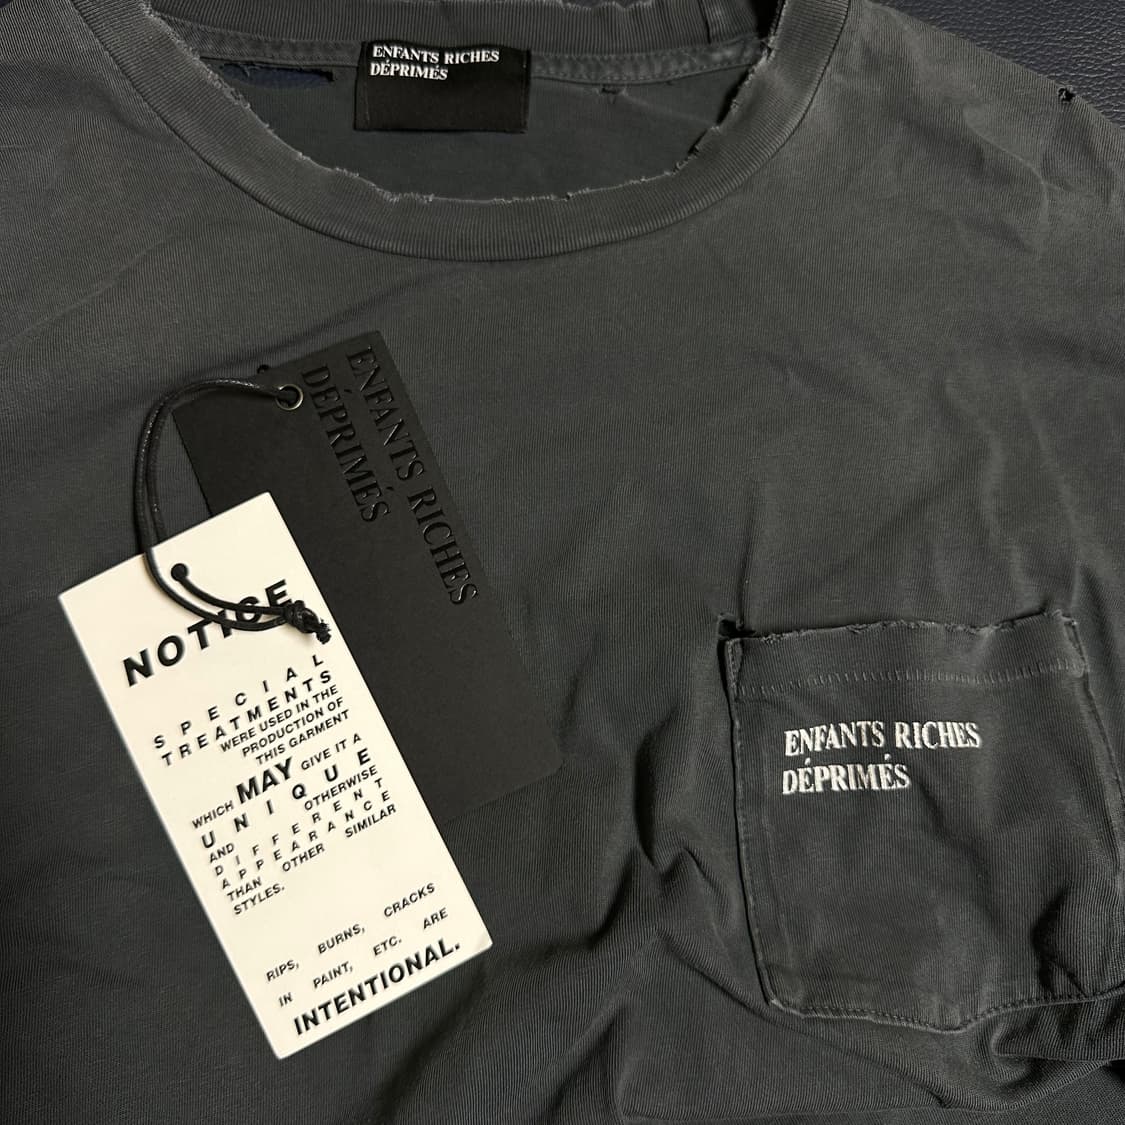 ENFANTS RICHES
DÉPRIMÉS
ENFANTS RICHES
DÉPRIMÉS
NOTICE
SPECIAL
TREATMENTS
WERE USED IN THE
PRODUCTION OF
THIS GARMENT
WHICH MAY GIVE IT A
UNIQUE
AND OTHERWISE
DIFFERENT
APPEARANCE
THAN OTHER SIMILAR
STYLES.
RIPS, BURNS, CRACKS
IN PAINT, ETC. ARE
INTENTIONAL.
ENFANTS RICHES
DÉPRIMÉS